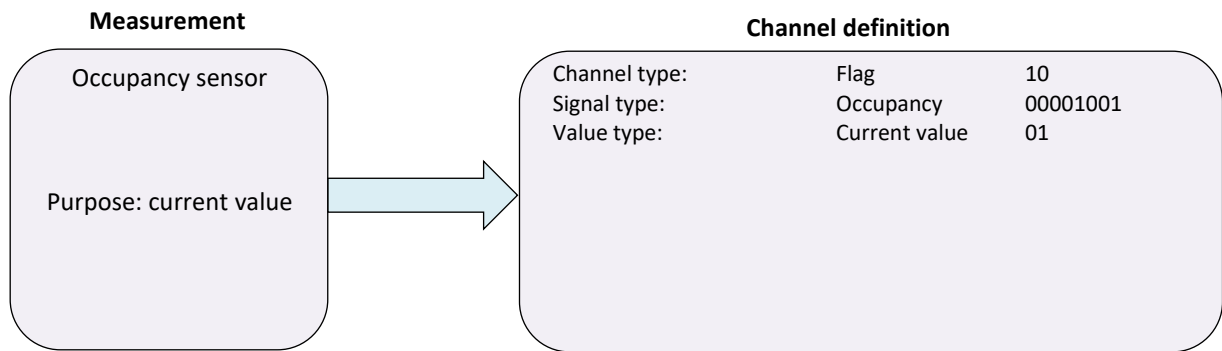 Measurement
Occupancy sensor
Purpose: current value
Channel definition
Channel type: Flag 10
Signal type: Occupancy 00001001
Value type: Current value 01